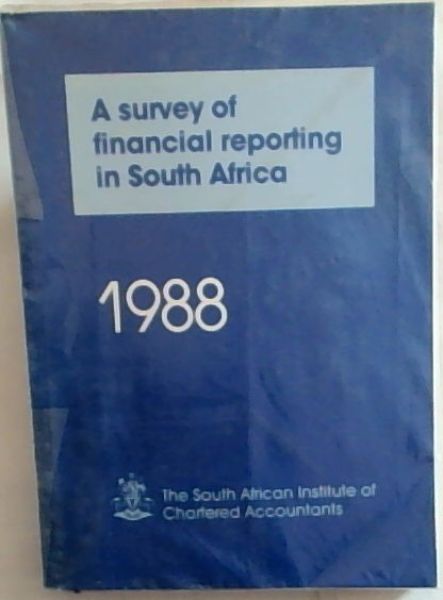 A survey of
financial reporting
in South Africa
1988
The South African Institute of
Chartered Accountants